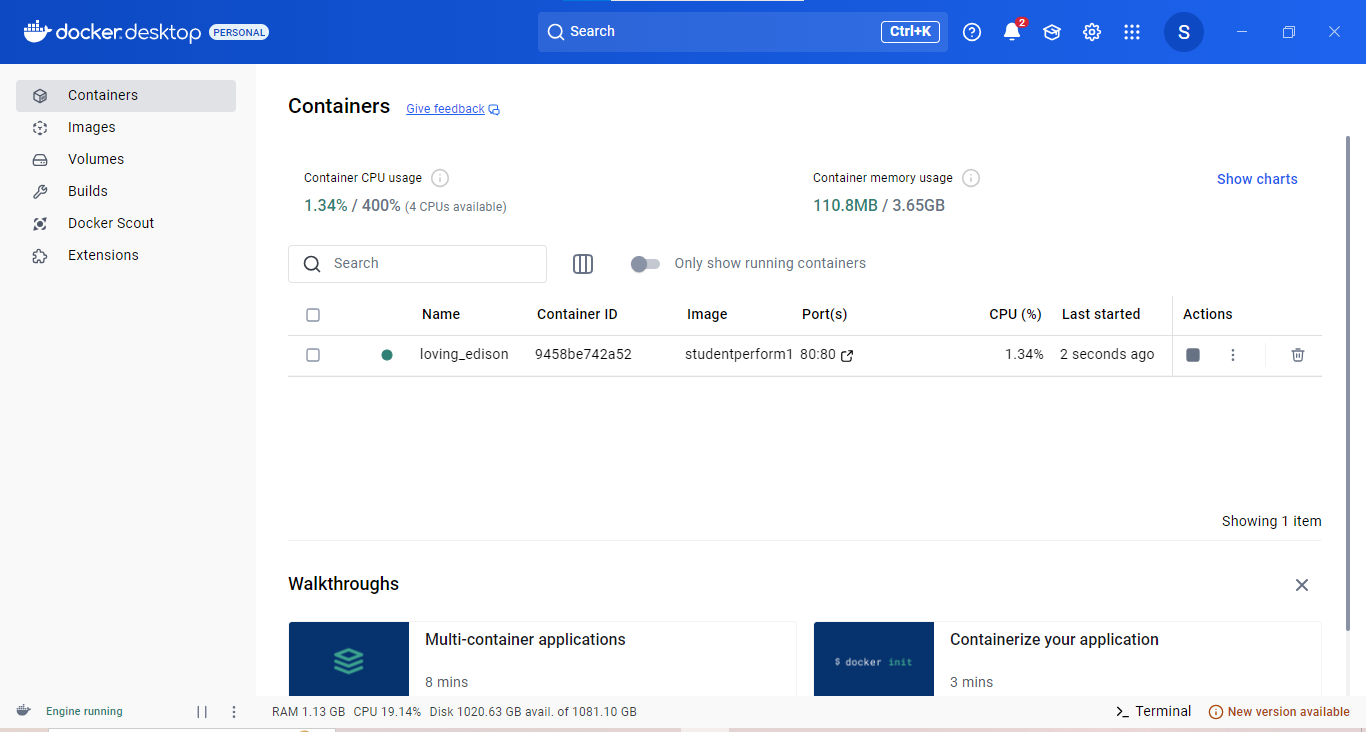 docker.desktop PERSONAL
Search Ctrl+K
2
S
Containers
Images
Volumes
Builds
Docker Scout
Extensions
Containers Give feedback
Container CPU usage
1.34% / 400% (4 CPUs available)
Container memory usage
110.8MB / 3.65GB
Show charts
Search
Only show running containers
Name Container ID Image Port(s) CPU (%) Last started Actions
loving_edison 9458be742a52 studentperform1 80:80 1.34% 2 seconds ago
Showing 1 item
Walkthroughs
Multi-container applications
8 mins
$ docker init
Containerize your application
3 mins
Engine running RAM 1.13 GB CPU 19.14% Disk 1020.63 GB avail. of 1081.10 GB Terminal New version available